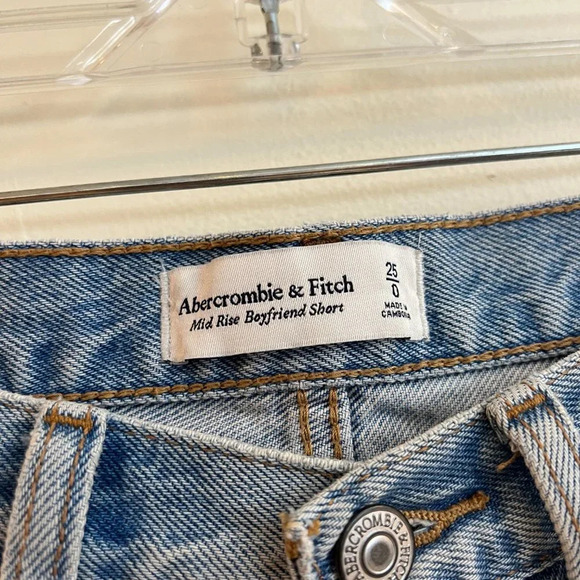 Abercrombie & Fitch
Mid Rise Boyfriend Short
25
0
MADE IN
CAMBODIA
ABERCROMBIE & FITCH